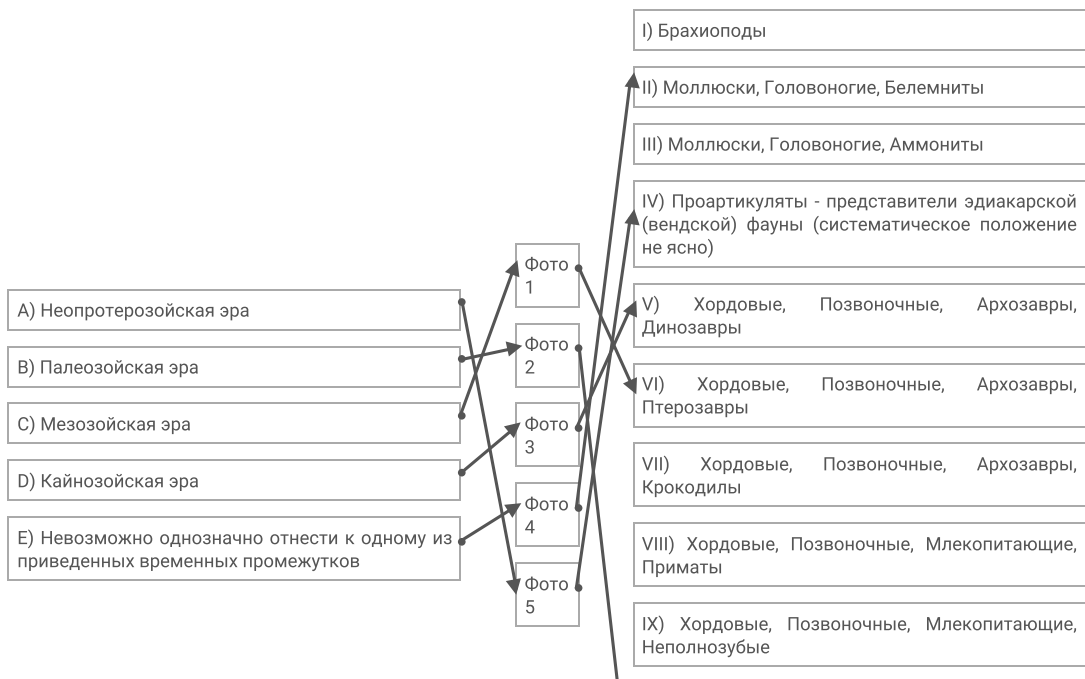 I) Брахиоподы
II) Моллюски, Головоногие, Белемниты
III) Моллюски, Головоногие, Аммониты
IV) Проартикуляты - представители эдиакарской
(вендской) фауны (систематическое положение
не ясно)
V) Хордовые, Позвоночные, Архозавры,
Динозавры
VI) Хордовые, Позвоночные, Архозавры,
Птерозавры
VII) Хордовые, Позвоночные, Архозавры,
Крокодилы
VIII) Хордовые, Позвоночные, Млекопитающие,
Приматы
IX) Хордовые, Позвоночные, Млекопитающие,
Неполнозубые
Фото
1
Фото
2
Фото
3
Фото
4
Фото
5
A) Неопротерозойская эра
B) Палеозойская эра
C) Мезозойская эра
D) Кайнозойская эра
E) Невозможно однозначно отнести к одному из
приведенных временных промежутков